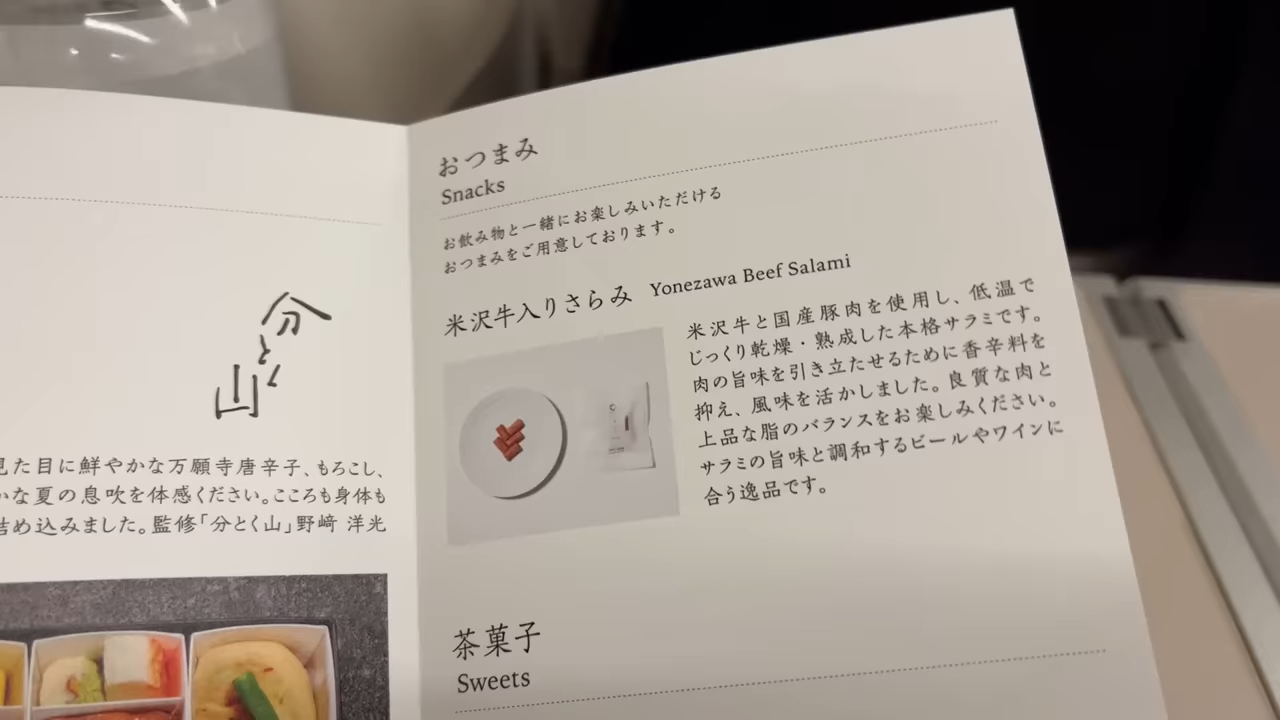 分とく山
見た目に鮮やかな万願寺唐辛子、もろこし、
かな夏の息吹を体感ください。こころも身体も
詰め込みました。監修「分とく山」野﨑 洋光
おつまみ
Snacks
お飲み物と一緒にお楽しみいただける
おつまみをご用意しております。
米沢牛入りさらみ Yonezawa Beef Salami
米沢牛と国産豚肉を使用し、低温で
じっくり乾燥・熟成した本格サラミです。
肉の旨味を引き立たせるために香辛料を
抑え、風味を活かしました。良質な肉と
上品な脂のバランスをお楽しみください。
サラミの旨味と調和するビールやワインに
合う逸品です。
茶菓子
Sweets